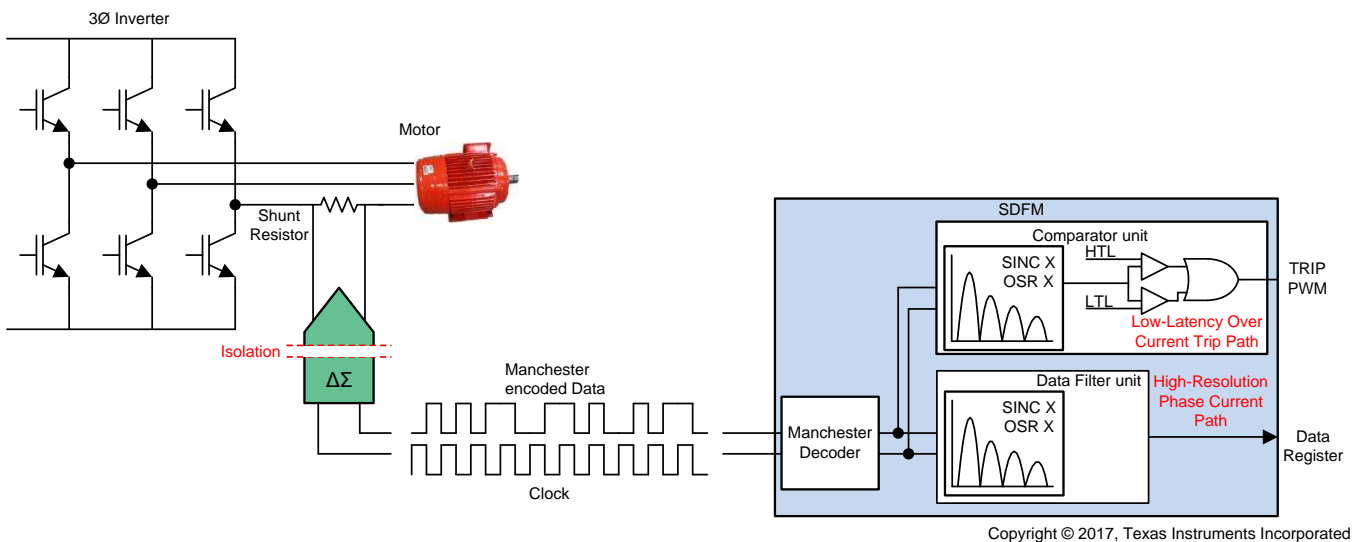 3Ø Inverter
Motor
Shunt
Resistor
Isolation
ΔΣ
Manchester
encoded Data
Clock
SDFM
Manchester
Decoder
Comparator unit
SINC X
OSR X
HTL
LTL
Low-Latency Over
Current Trip Path
TRIP
PWM
Data Filter unit
SINC X
OSR X
High-Resolution
Phase Current
Path
Data
Register
Copyright © 2017, Texas Instruments Incorporated